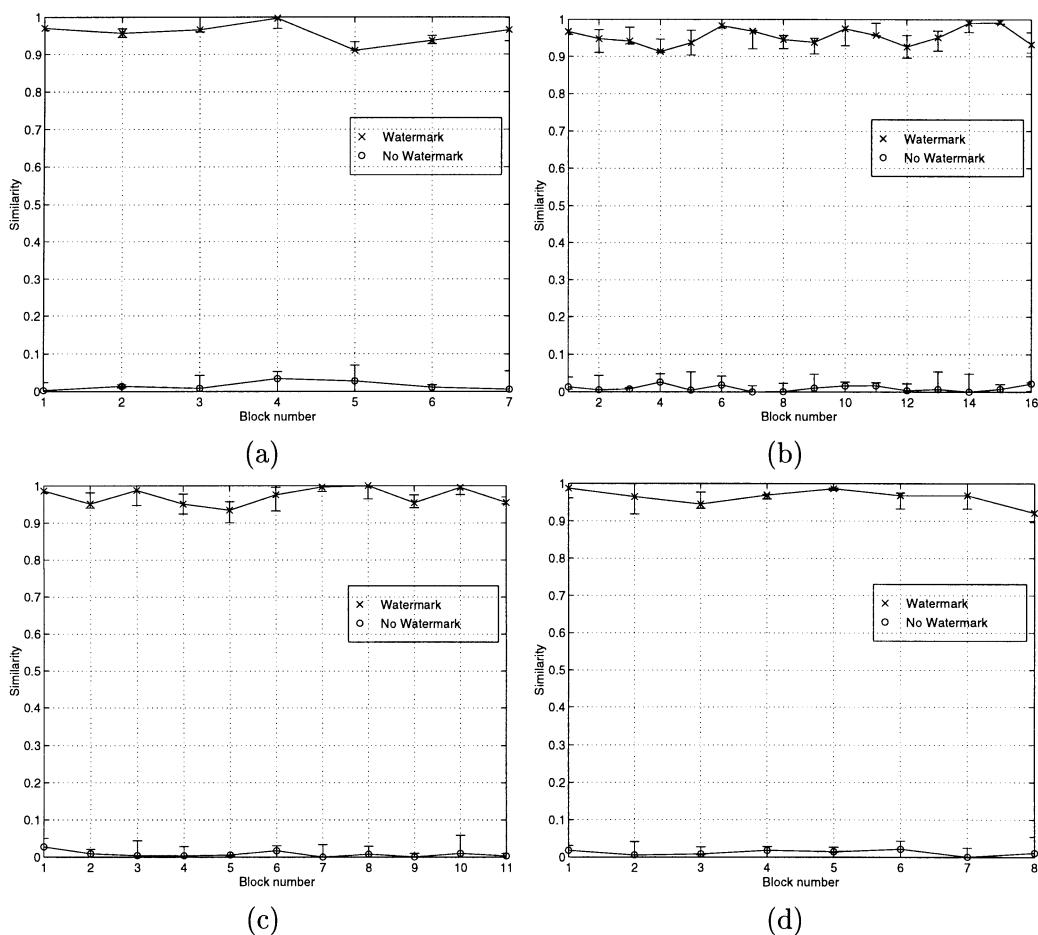 1
0.9
0.8
0.7
0.6
0.5
0.4
0.3
0.2
0.1
0
Similarity
× Watermark
o No Watermark
1 2 3 4 5 6 7
Block number
(a)
1
0.9
0.8
0.7
0.6
0.5
0.4
0.3
0.2
0.1
0
Similarity
× Watermark
o No Watermark
2 4 6 8 10 12 14 16
Block number
(b)
1
0.9
0.8
0.7
0.6
0.5
0.4
0.3
0.2
0.1
0
Similarity
× Watermark
o No Watermark
1 2 3 4 5 6 7 8 9 10 11
Block number
(c)
1
0.9
0.8
0.7
0.6
0.5
0.4
0.3
0.2
0.1
0
Similarity
× Watermark
o No Watermark
1 2 3 4 5 6 7 8
Block number
(d)